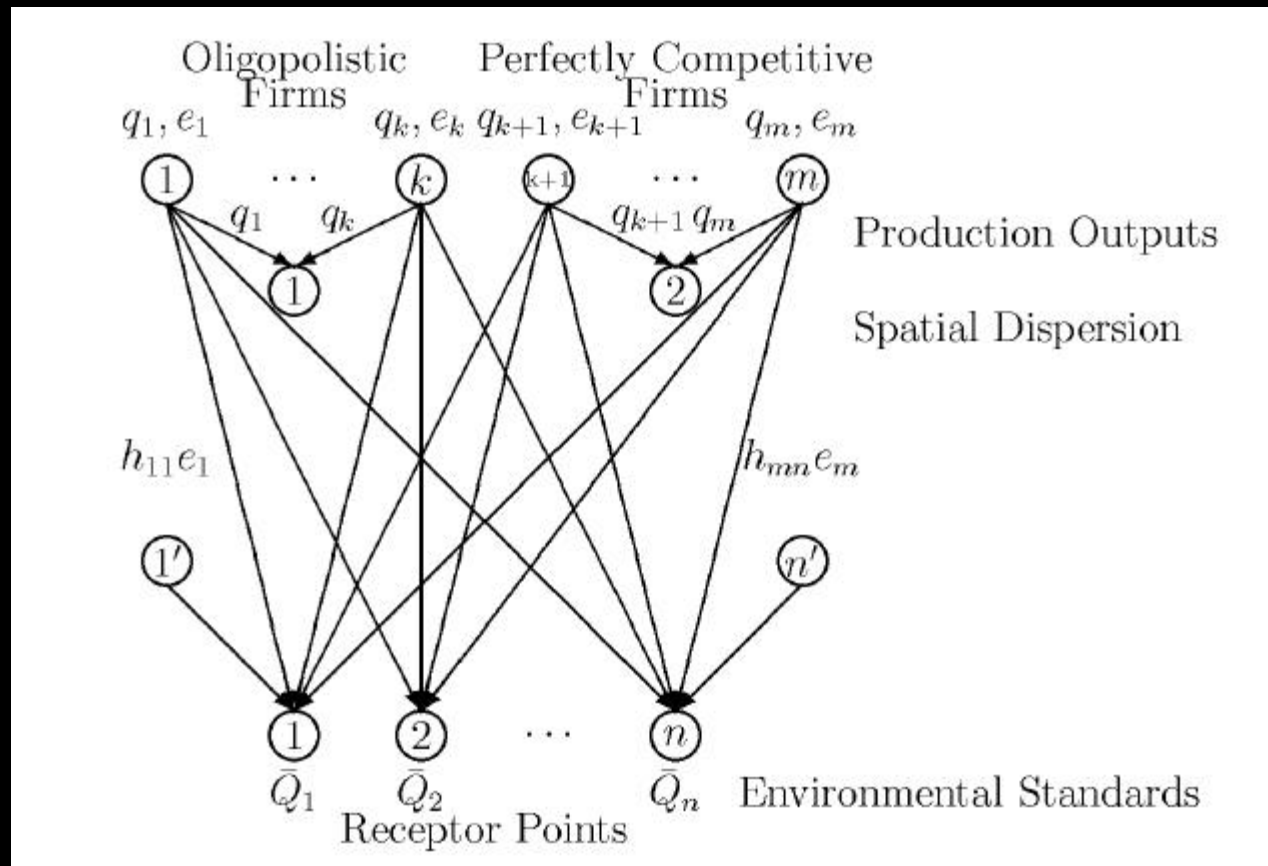 Oligopolistic Perfectly Competitive
Firms Firms
q₁, e₁ qₖ, eₖ qₖ₊₁, eₖ₊₁ qₘ, eₘ
1 ··· k k+1 ··· m
q₁ qₖ qₖ₊₁ qₘ
Production Outputs
1 2
Spatial Dispersion
h₁₁e₁ hₘₙeₘ
1′ n′
1 2 ··· n
Q̄₁ Q̄₂ Q̄ₙ Environmental Standards
Receptor Points